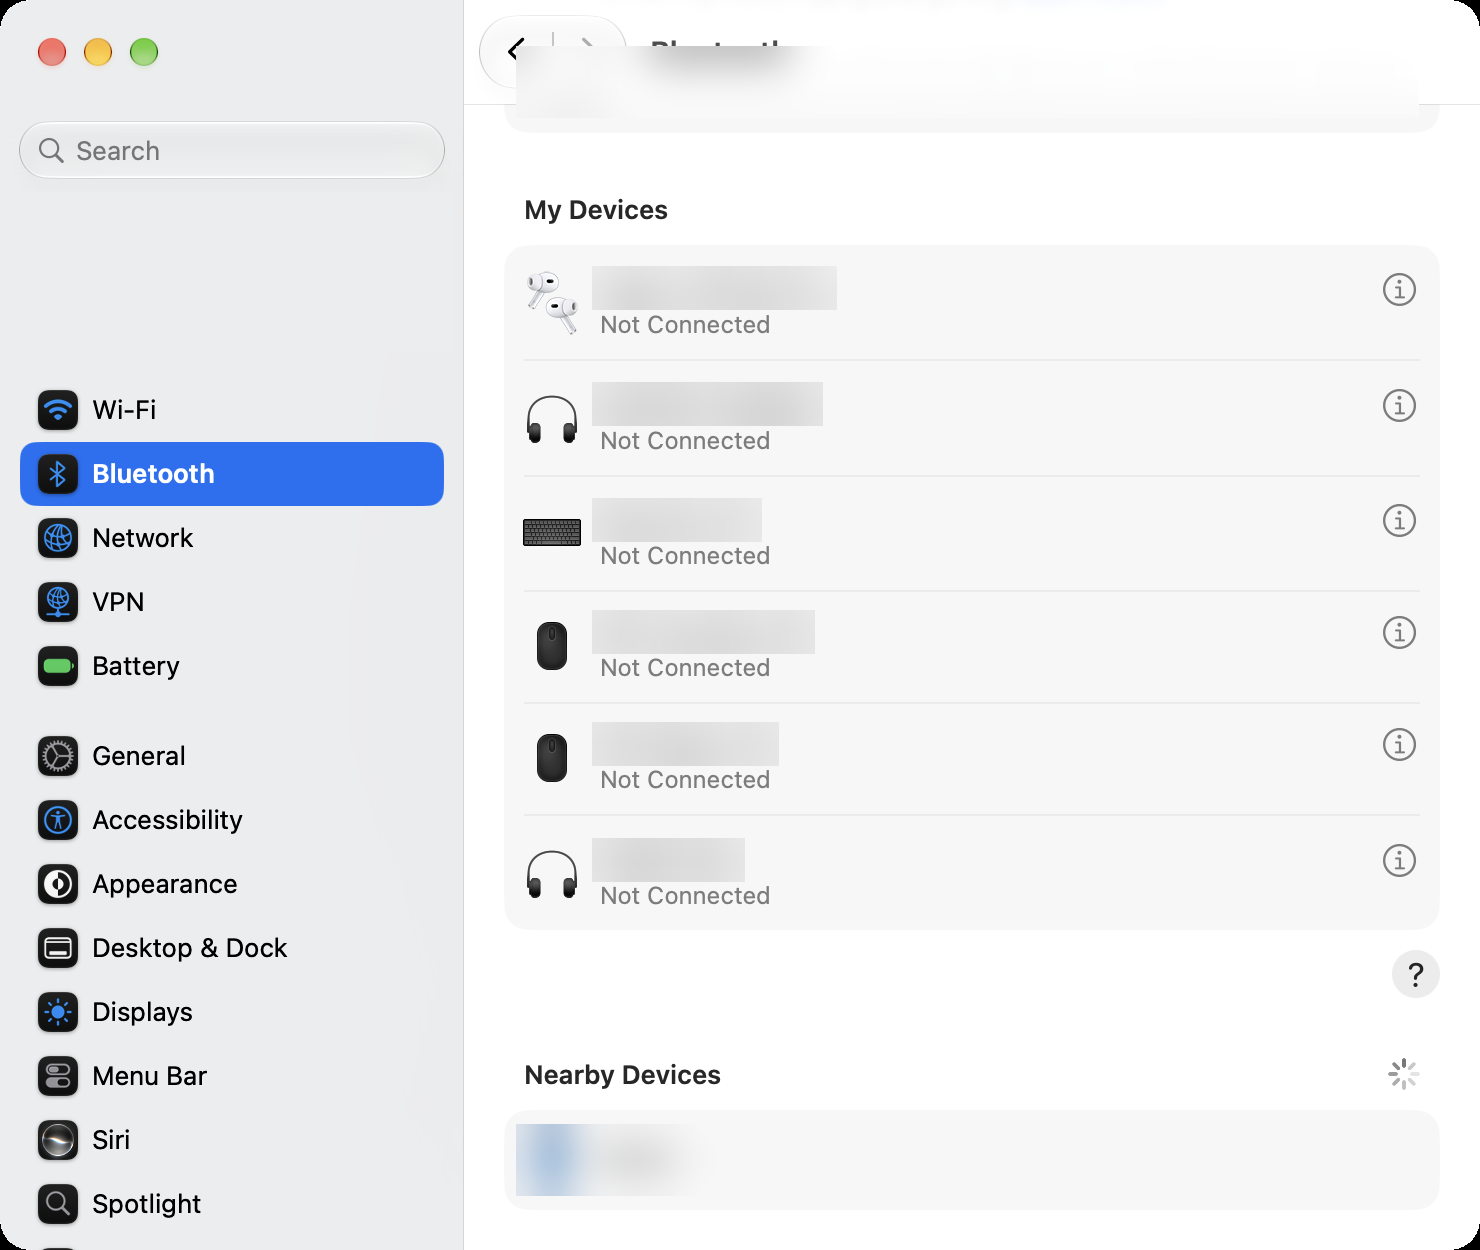 Search
Wi-Fi
Bluetooth
Network
VPN
Battery
General
Accessibility
Appearance
Desktop & Dock
Displays
Menu Bar
Siri
Spotlight
My Devices
Not Connected
Not Connected
Not Connected
Not Connected
Not Connected
Not Connected
?
Nearby Devices